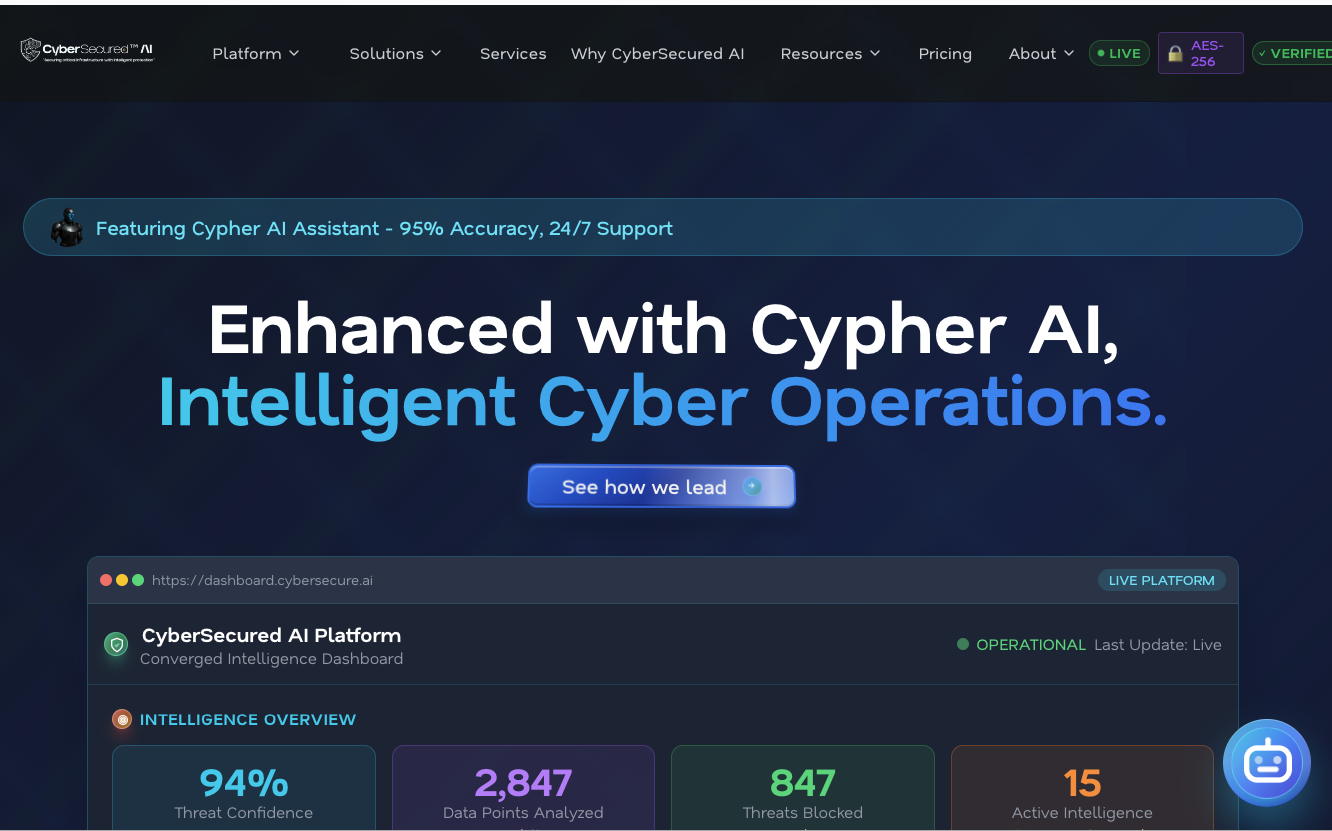 CyberSecured™ AI
"Securing critical infrastructure with intelligent protection"
Platform
Solutions
Services
Why CyberSecured AI
Resources
Pricing
About
LIVE
AES-
256
✓ VERIFIED
Featuring Cypher AI Assistant - 95% Accuracy, 24/7 Support
Enhanced with Cypher AI,
Intelligent Cyber Operations.
See how we lead
https://dashboard.cybersecure.ai
LIVE PLATFORM
CyberSecured AI Platform
Converged Intelligence Dashboard
OPERATIONAL Last Update: Live
INTELLIGENCE OVERVIEW
94%
Threat Confidence
2,847
Data Points Analyzed
847
Threats Blocked
15
Active Intelligence